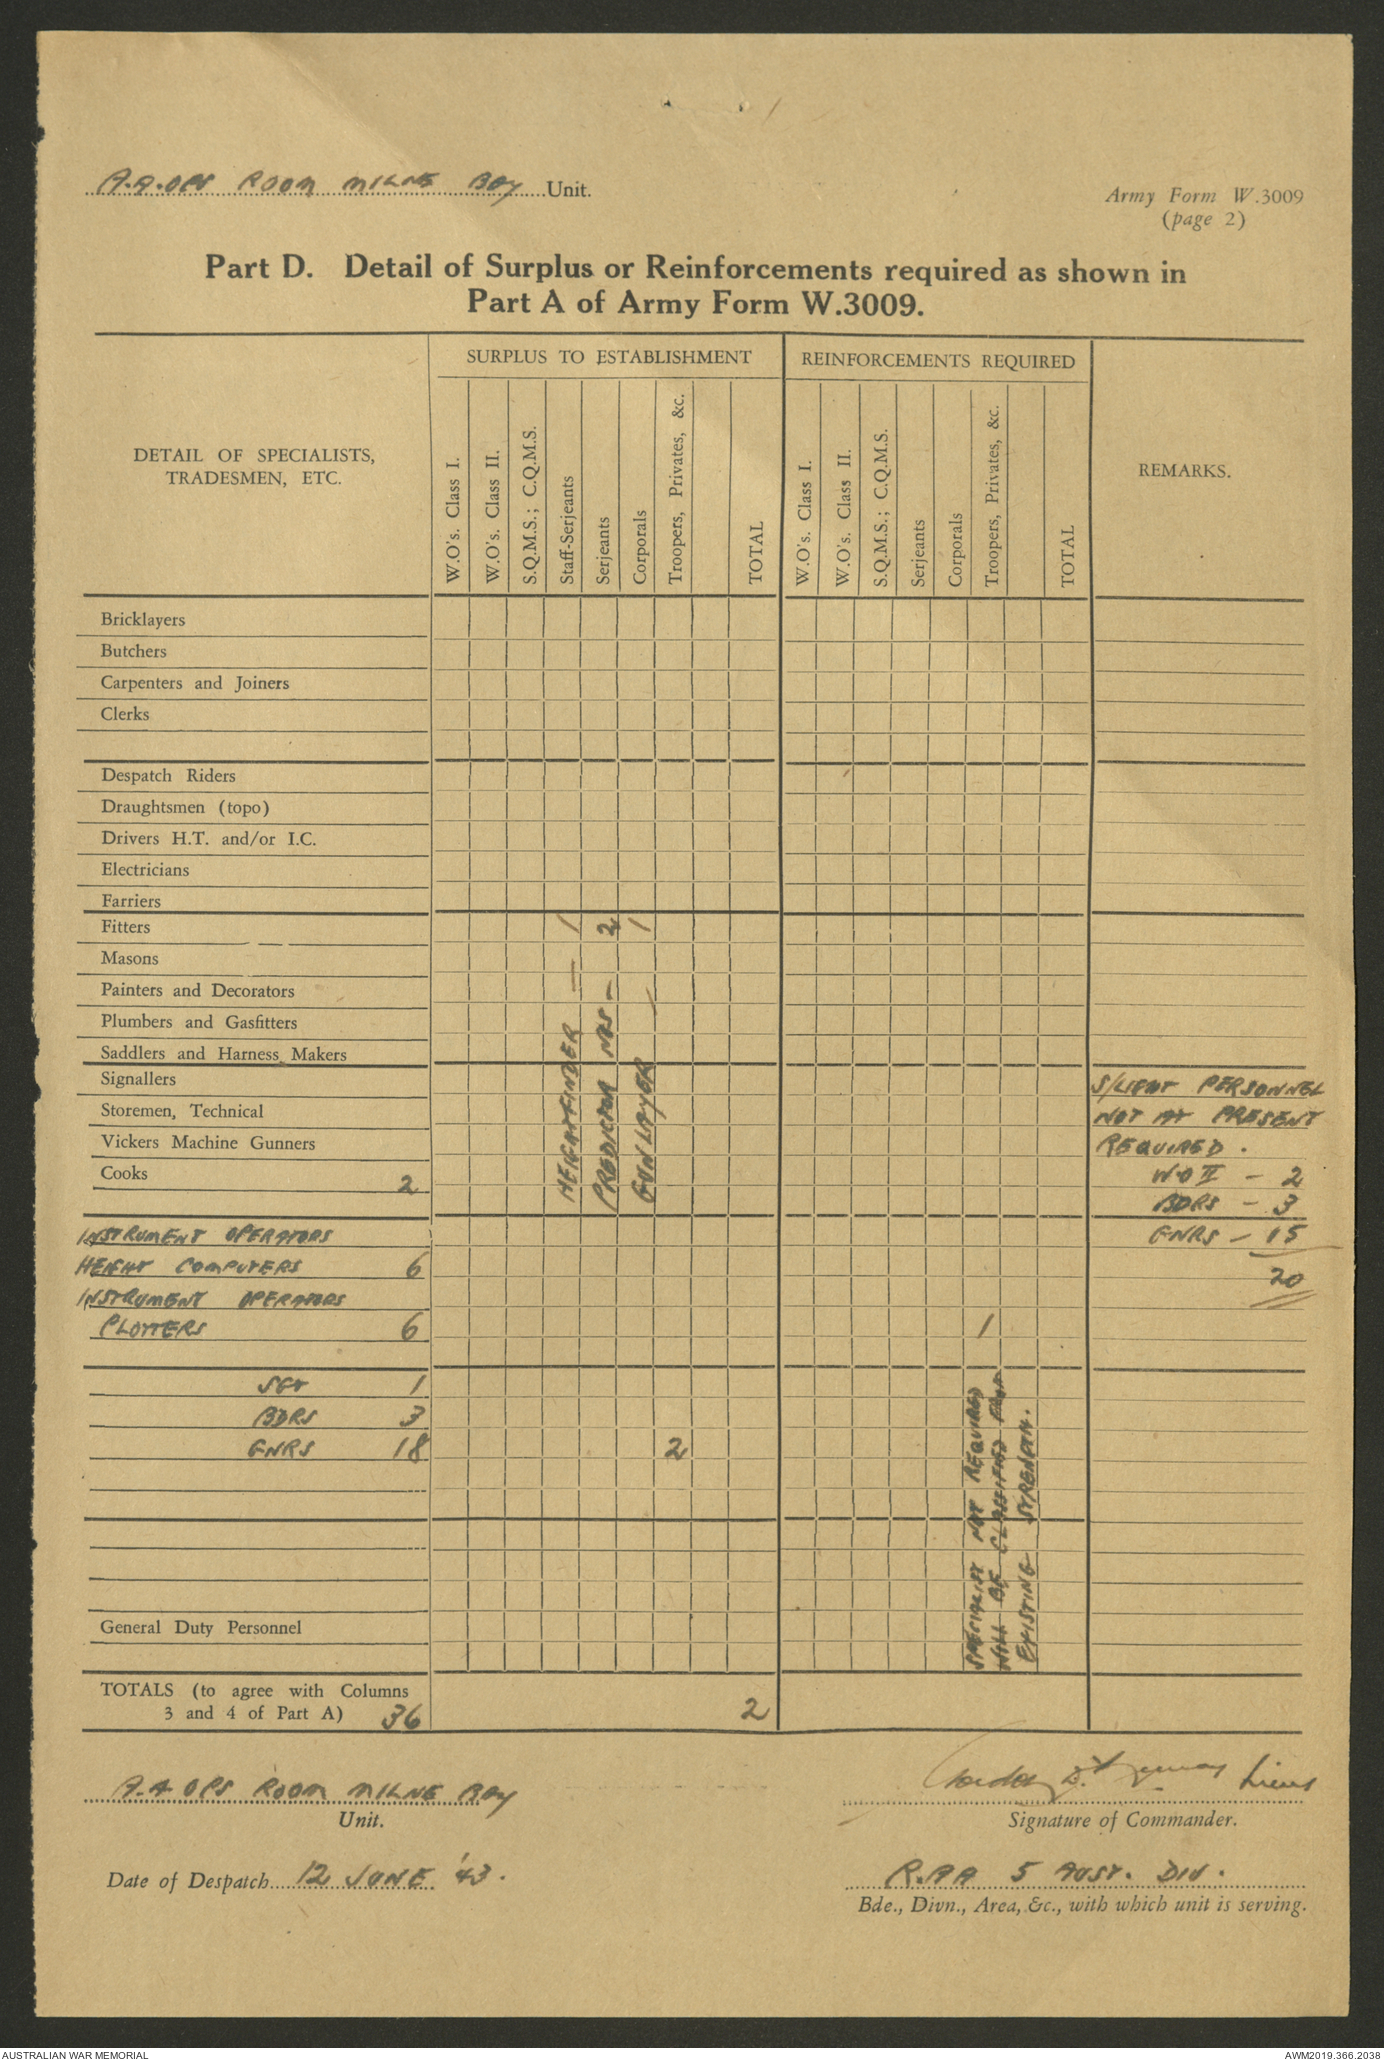 A.A. OPS ROOM MILNE BAY Unit.
Army Form W.3009
(page 2)
Part D. Detail of Surplus or Reinforcements required as shown in
Part A of Army Form W.3009.
DETAIL OF SPECIALISTS,
TRADESMEN, ETC.
SURPLUS TO ESTABLISHMENT
W.O's. Class I.
W.O's. Class II.
S.Q.M.S.; C.Q.M.S.
Staff-Serjeants
Serjeants
Corporals
Troopers, Privates, &c.
TOTAL
REINFORCEMENTS REQUIRED
W.O's. Class I.
W.O's. Class II.
S.Q.M.S.; C.Q.M.S.
Serjeants
Corporals
Troopers, Privates, &c.
TOTAL
REMARKS.
Bricklayers
Butchers
Carpenters and Joiners
Clerks
Despatch Riders
Draughtsmen (topo)
Drivers H.T. and/or I.C.
Electricians
Farriers
Fitters
Masons
Painters and Decorators
Plumbers and Gasfitters
Saddlers and Harness Makers
Signallers
Storemen, Technical
Vickers Machine Gunners
Cooks 2
HEIGHTFINDER — 1
PREDICTOR NOS — 2
GUN LAYER — 1
S/LIGHT PERSONNEL
NOT AT PRESENT
REQUIRED.
WO II — 2
BDRS — 3
GNRS — 15
20
INSTRUMENT OPERATORS
HEIGHT COMPUTERS 6
INSTRUMENT OPERATORS
PLOTTERS 6 1
SGT 1
BDRS 3
GNRS 18 2
SPECIALIST NOT REQUIRED
WILL BE CLASSIFIED FROM
EXISTING STRENGTH.
General Duty Personnel
TOTALS (to agree with Columns
3 and 4 of Part A) 36 2
A.A OPS ROOM MILNE BAY
Unit.
Lieut
Signature of Commander.
Date of Despatch 12 JUNE '43.
R.AA 5 AUST. DIV.
Bde., Divn., Area, &c., with which unit is serving.
AUSTRALIAN WAR MEMORIAL
AWM2019.366.2038